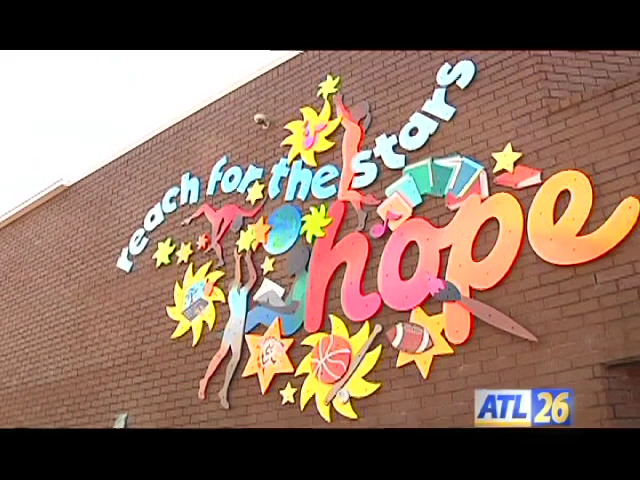 reach for the stars
hope
ATL 26